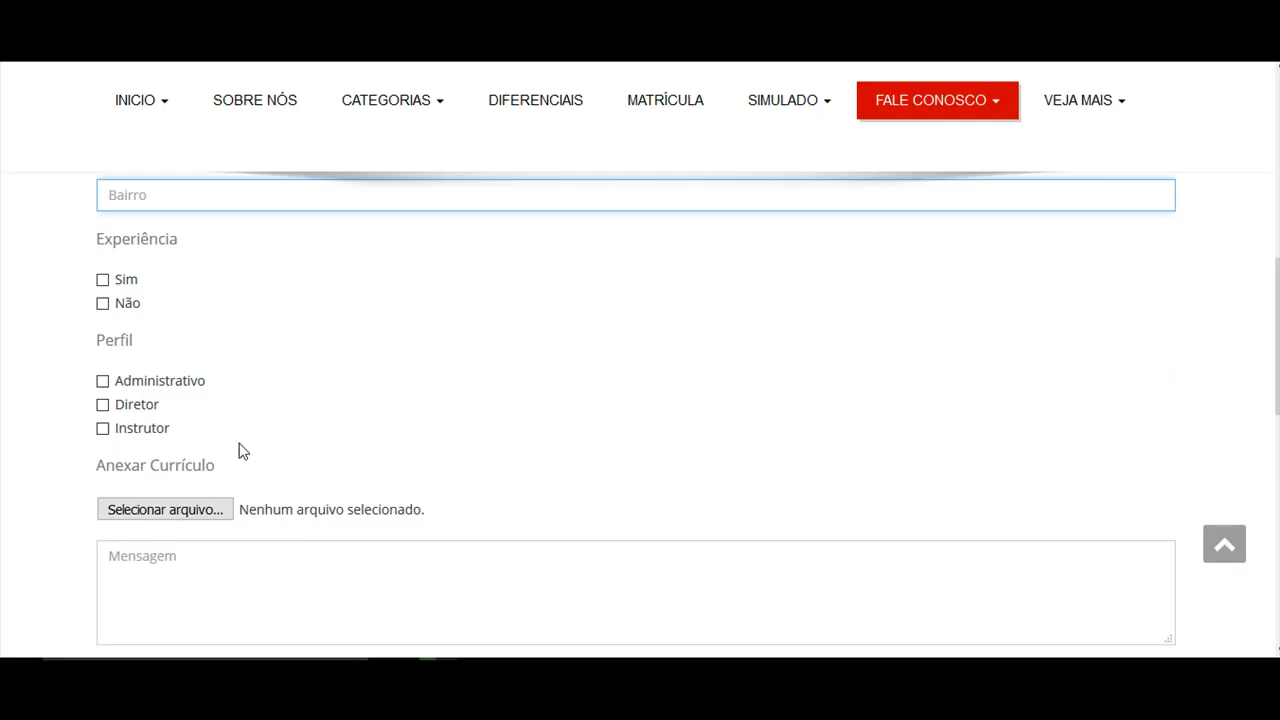 INICIO SOBRE NÓS CATEGORIAS DIFERENCIAIS MATRÍCULA SIMULADO FALE CONOSCO VEJA MAIS
Bairro
Experiência
Sim
Não
Perfil
Administrativo
Diretor
Instrutor
Anexar Currículo
Selecionar arquivo... Nenhum arquivo selecionado.
Mensagem